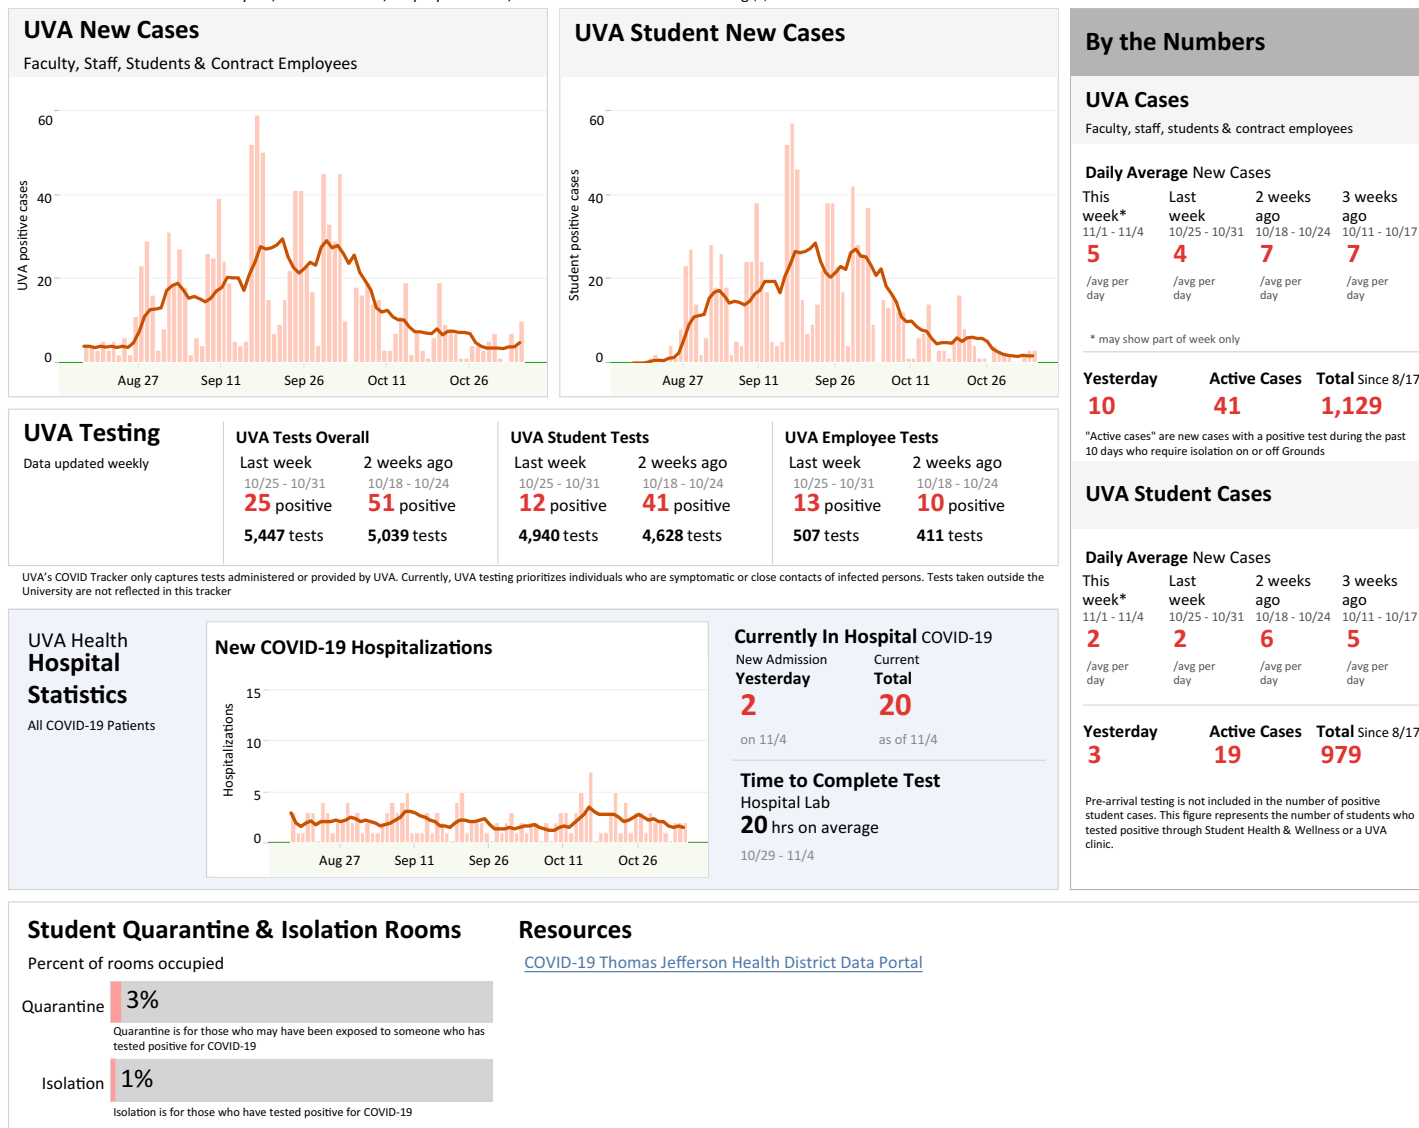 UVA New Cases
Faculty, Staff, Students & Contract Employees
60
40
20
0
UVA positive cases
Aug 27 Sep 11 Sep 26 Oct 11 Oct 26
UVA Student New Cases
60
40
20
0
Student positive cases
Aug 27 Sep 11 Sep 26 Oct 11 Oct 26
By the Numbers
UVA Cases
Faculty, staff, students & contract employees
Daily Average New Cases
This week* Last week 2 weeks ago 3 weeks ago
11/1 - 11/4 10/25 - 10/31 10/18 - 10/24 10/11 - 10/17
5 4 7 7
/avg per day /avg per day /avg per day /avg per day
* may show part of week only
Yesterday Active Cases Total Since 8/17
10 41 1,129
"Active cases" are new cases with a positive test during the past
10 days who require isolation on or off Grounds
UVA Student Cases
Daily Average New Cases
This week* Last week 2 weeks ago 3 weeks ago
11/1 - 11/4 10/25 - 10/31 10/18 - 10/24 10/11 - 10/17
2 2 6 5
/avg per day /avg per day /avg per day /avg per day
Yesterday Active Cases Total Since 8/17
3 19 979
Pre-arrival testing is not included in the number of positive
student cases. This figure represents the number of students who
tested positive through Student Health & Wellness or a UVA
clinic.
UVA Testing
Data updated weekly
UVA Tests Overall
Last week 2 weeks ago
10/25 - 10/31 10/18 - 10/24
25 positive 51 positive
5,447 tests 5,039 tests
UVA Student Tests
Last week 2 weeks ago
10/25 - 10/31 10/18 - 10/24
12 positive 41 positive
4,940 tests 4,628 tests
UVA Employee Tests
Last week 2 weeks ago
10/25 - 10/31 10/18 - 10/24
13 positive 10 positive
507 tests 411 tests
UVA's COVID Tracker only captures tests administered or provided by UVA. Currently, UVA testing prioritizes individuals who are symptomatic or close contacts of infected persons. Tests taken outside the
University are not reflected in this tracker
UVA Health
Hospital
Statistics
All COVID-19 Patients
New COVID-19 Hospitalizations
15
10
5
0
Hospitalizations
Aug 27 Sep 11 Sep 26 Oct 11 Oct 26
Currently In Hospital COVID-19
New Admission Current
Yesterday Total
2 20
on 11/4 as of 11/4
Time to Complete Test
Hospital Lab
20 hrs on average
10/29 - 11/4
Student Quarantine & Isolation Rooms
Percent of rooms occupied
Quarantine 3%
Quarantine is for those who may have been exposed to someone who has
tested positive for COVID-19
Isolation 1%
Isolation is for those who have tested positive for COVID-19
Resources
COVID-19 Thomas Jefferson Health District Data Portal